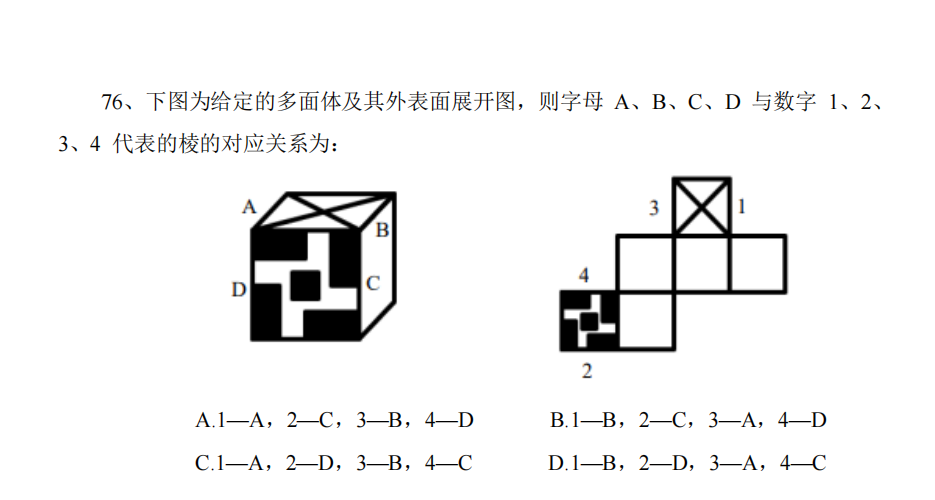 76、下图为给定的多面体及其外表面展开图，则字母 A、B、C、D 与数字 1、2、
3、4 代表的棱的对应关系为：
A
B
C
D
3
1
4
2
A.1—A，2—C，3—B，4—D B.1—B，2—C，3—A，4—D
C.1—A，2—D，3—B，4—C D.1—B，2—D，3—A，4—C